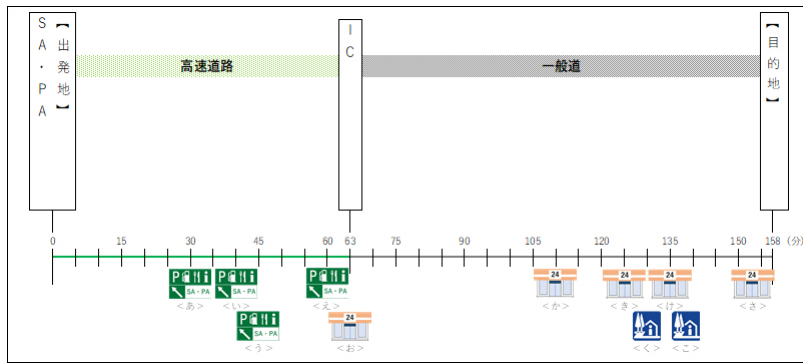 【出発地】
SA・PA
IC
【目的地】
高速道路
一般道
0 15 30 45 60 63 75 90 105 120 135 150 158 (分)
P SA・PA
<あ>
P SA・PA
<い>
P SA・PA
<え>
24
<か>
24
<き>
24
<け>
24
<さ>
P SA・PA
<う>
24
<お>
<く>
<こ>